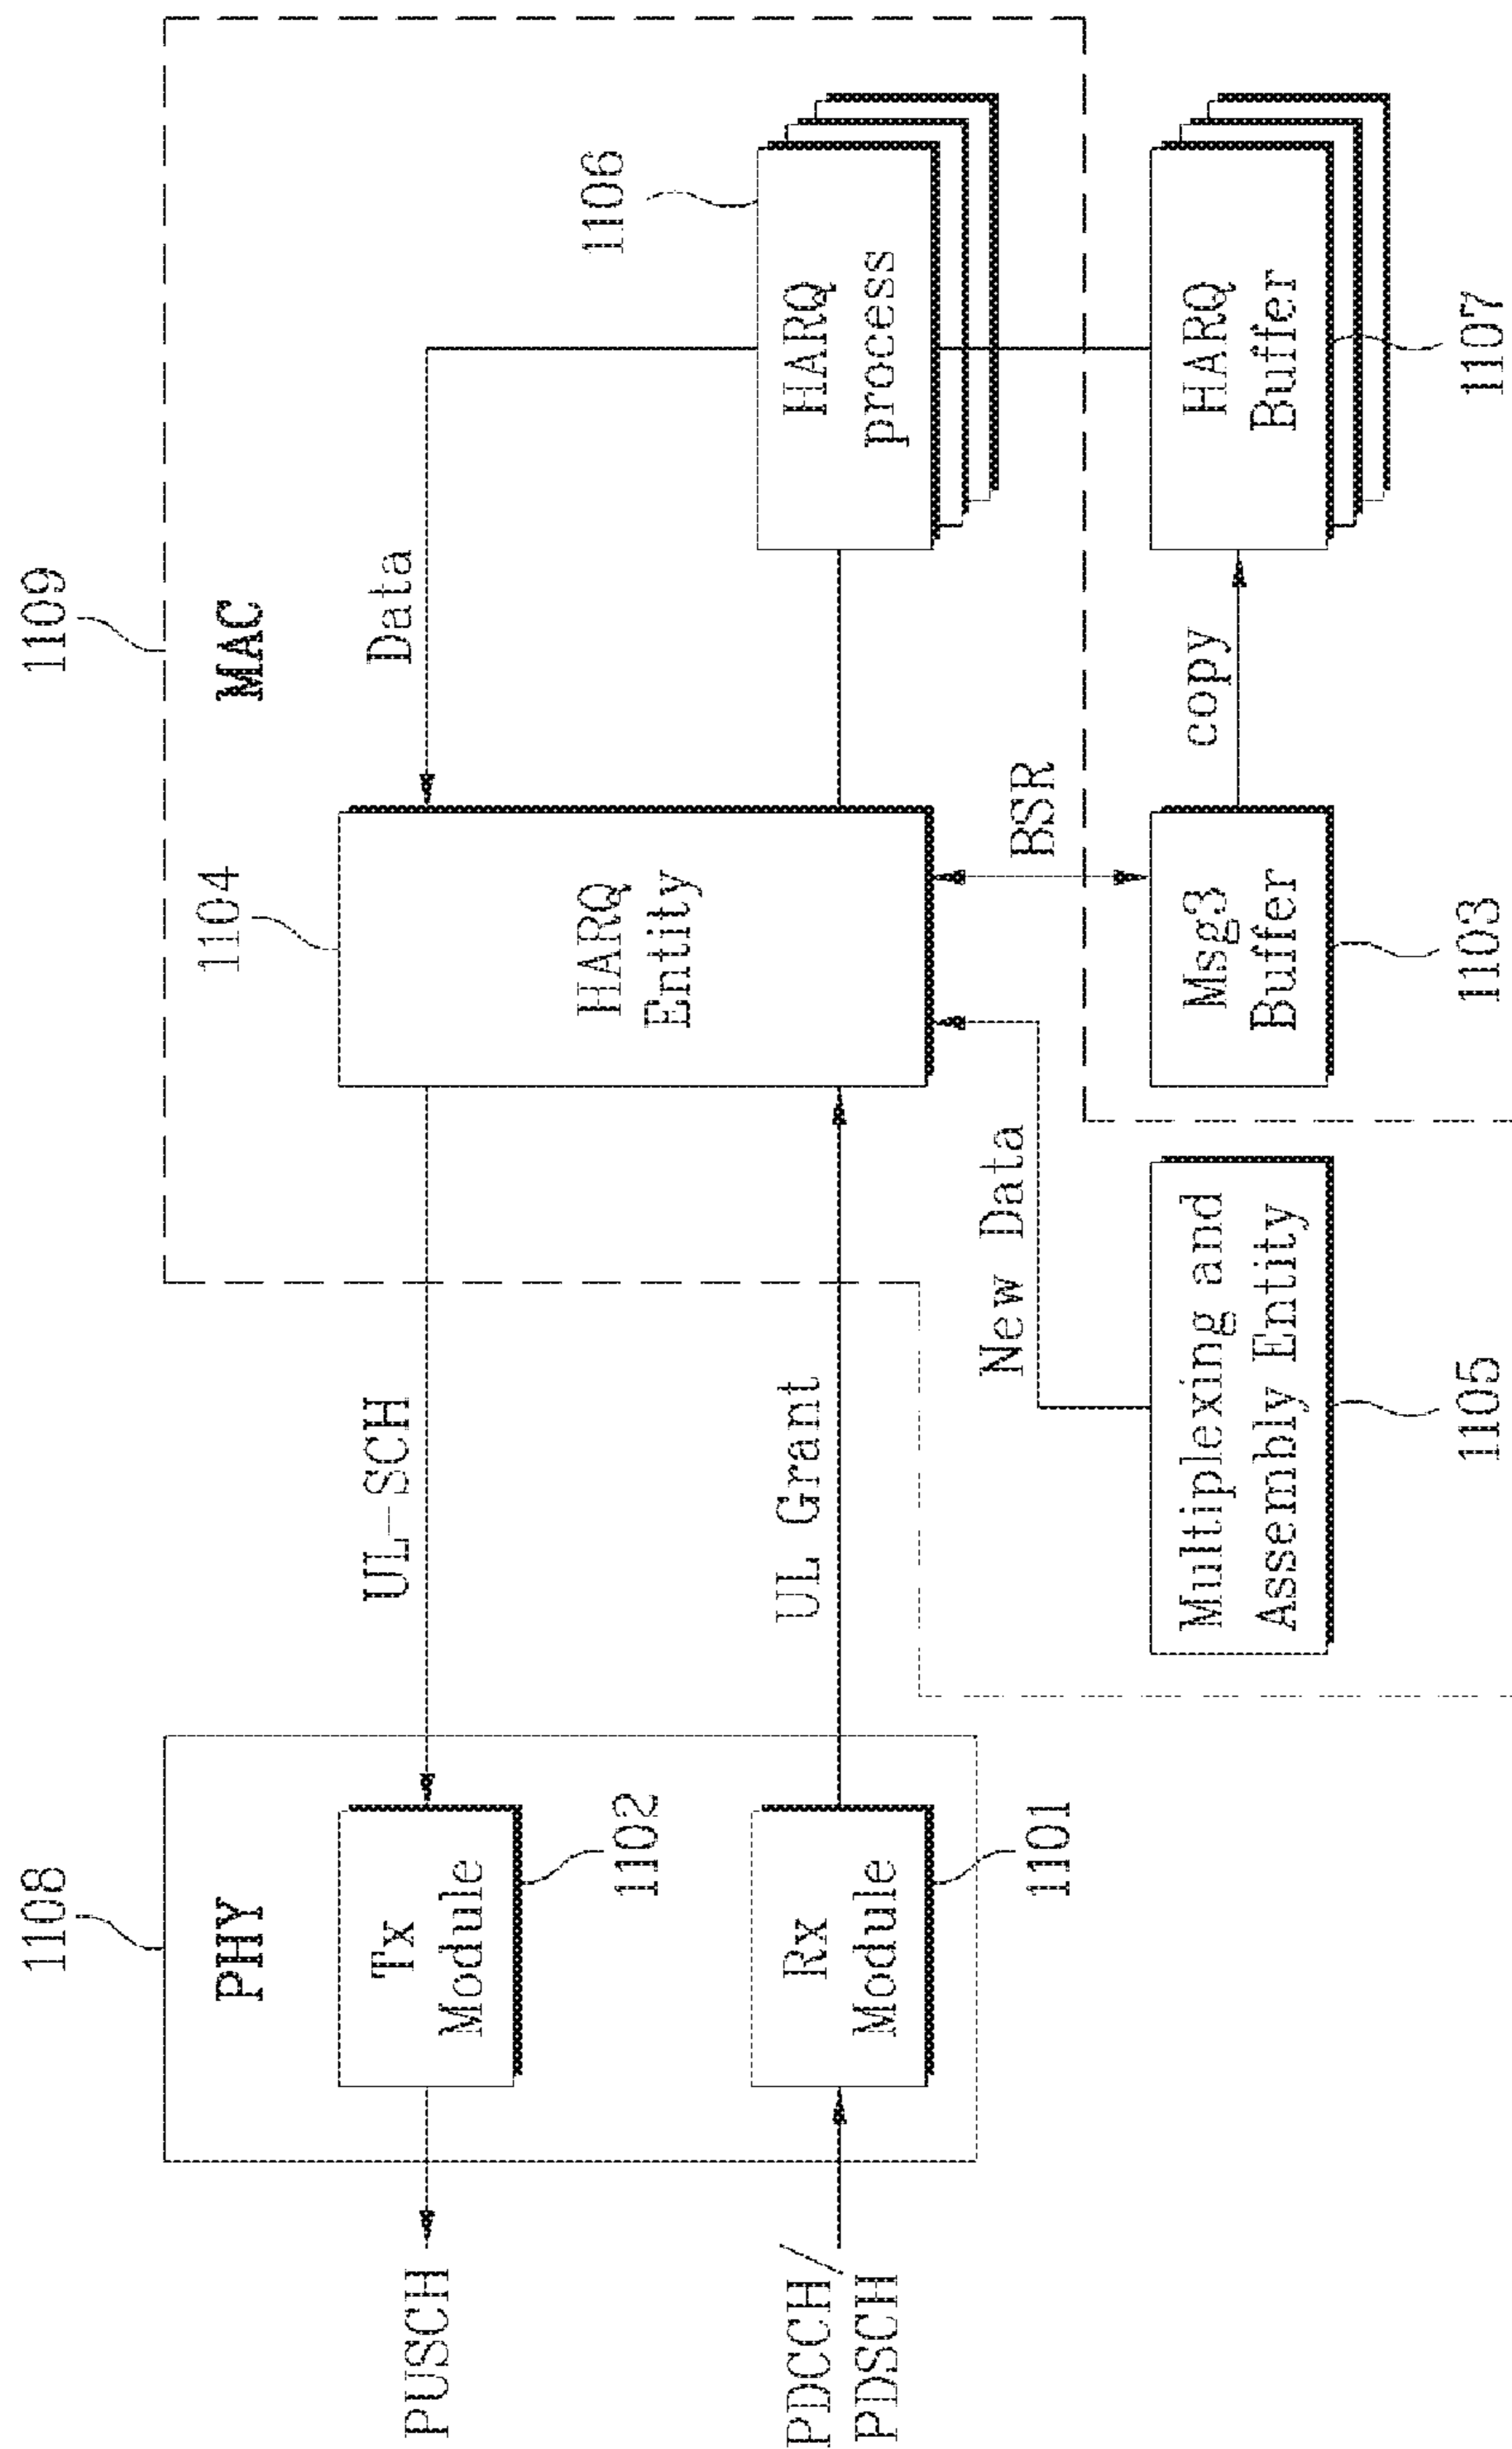 1108
1109
PHY
MAC
PUSCH
Tx
Module
1102
UL-SCH
1104
HARQ
Entity
Data
PDCCH/
PDSCH
Rx
Module
1101
UL Grant
1106
HARQ
process
New Data
BSR
Multiplexing and
Assembly Entity
1105
Msg3
Buffer
1103
copy
HARQ
Buffer
1107